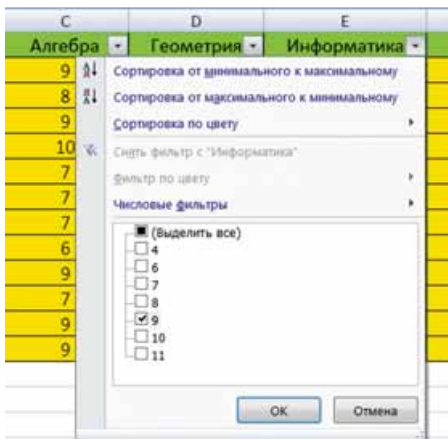 C D E
Алгебра Геометрия Информатика
9
8
9
10
7
7
7
6
9
7
9
9
Сортировка от минимального к максимальному
Сортировка от максимального к минимальному
Сортировка по цвету
Снять фильтр с "Информатика"
Фильтр по цвету
Числовые фильтры
(Выделить все)
4
6
7
8
9
10
11
ОК Отмена